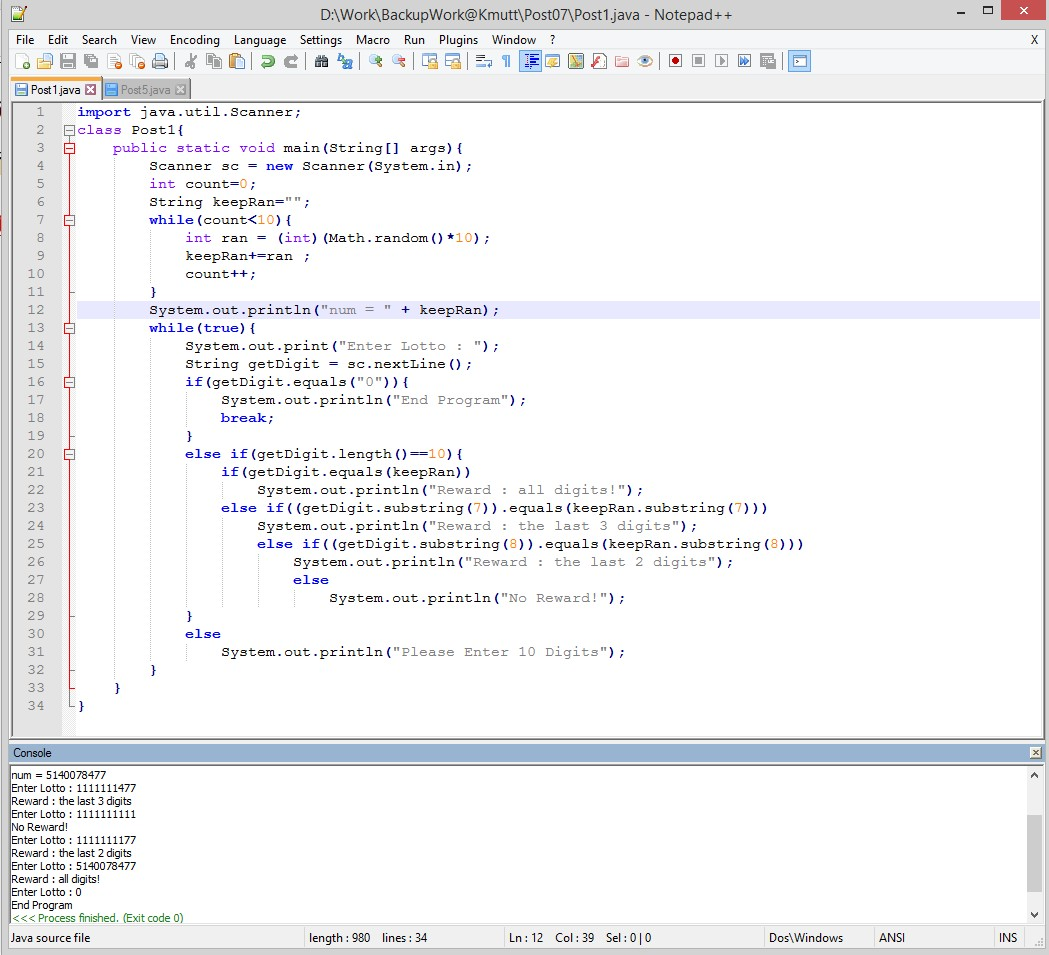 D:\Work\BackupWork@Kmutt\Post07\Post1.java - Notepad++
File Edit Search View Encoding Language Settings Macro Run Plugins Window ? X
Post1.java Post5.java
1 import java.util.Scanner;
2 class Post1{
3 public static void main(String[] args){
4 Scanner sc = new Scanner(System.in);
5 int count=0;
6 String keepRan="";
7 while(count<10){
8 int ran = (int)(Math.random()*10);
9 keepRan+=ran ;
10 count++;
11 }
12 System.out.println("num = " + keepRan);
13 while(true){
14 System.out.print("Enter Lotto : ");
15 String getDigit = sc.nextLine();
16 if(getDigit.equals("0")){
17 System.out.println("End Program");
18 break;
19 }
20 else if(getDigit.length()==10){
21 if(getDigit.equals(keepRan))
22 System.out.println("Reward : all digits!");
23 else if((getDigit.substring(7)).equals(keepRan.substring(7)))
24 System.out.println("Reward : the last 3 digits");
25 else if((getDigit.substring(8)).equals(keepRan.substring(8)))
26 System.out.println("Reward : the last 2 digits");
27 else
28 System.out.println("No Reward!");
29 }
30 else
31 System.out.println("Please Enter 10 Digits");
32 }
33 }
34 }
Console
num = 5140078477
Enter Lotto : 1111111477
Reward : the last 3 digits
Enter Lotto : 1111111111
No Reward!
Enter Lotto : 1111111177
Reward : the last 2 digits
Enter Lotto : 5140078477
Reward : all digits!
Enter Lotto : 0
End Program
<<< Process finished. (Exit code 0)
Java source file length : 980 lines : 34 Ln : 12 Col : 39 Sel : 0 | 0 Dos\Windows ANSI INS